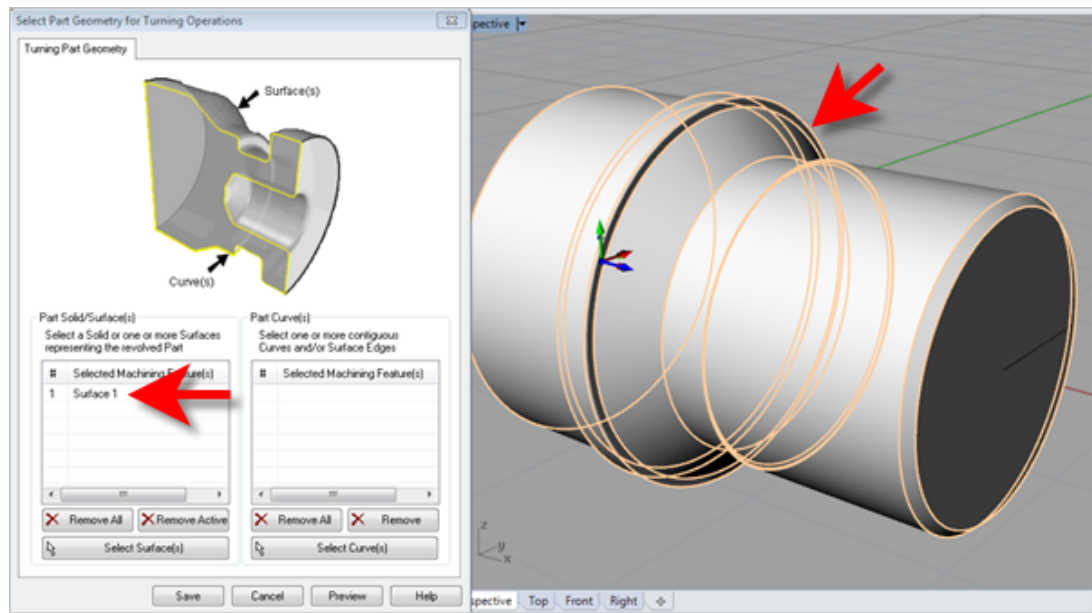 Select Part Geometry for Turning Operations
Turning Part Geometry
Surface(s)
Curve(s)
Part Solid/Surface(s)
Select a Solid or one or more Surfaces
representing the revolved Part
# Selected Machining Feature(s)
1 Surface 1
Remove All
Remove Active
Select Surface(s)
Part Curve(s)
Select one or more contiguous
Curves and/or Surface Edges
# Selected Machining Feature(s)
Remove All
Remove
Select Curve(s)
Save
Cancel
Preview
Help
spective
z
y
x
spective
Top
Front
Right